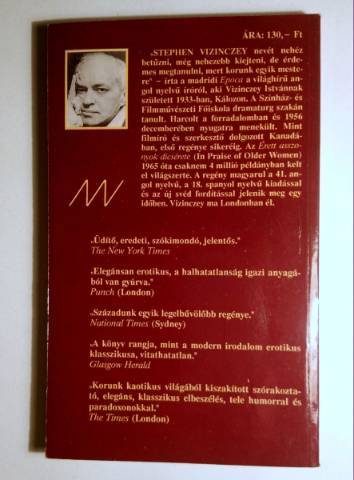 ÁRA: 130,– Ft
„STEPHEN VIZINCZEY nevét nehéz
betűzni, még nehezebb kiejteni, de érde-
mes megtanulni, mert korunk egyik meste-
re" – írta a madridi Epoca a világhírű an-
gol nyelvű íróról, aki Vizinczey Istvánnak
született 1933-ban, Kálozon. A Színház- és
Filmművészeti Főiskola dramaturg szakán
tanult. Harcolt a forradalomban és 1956
decemberében nyugatra menekült. Mint
filmíró és szerkesztő dolgozott Kanadá-
ban, első regénye sikeréig. Az Érett asszo-
nyok dicsérete (In Praise of Older Women)
1965 óta csaknem 4 millió példányban kelt
el világszerte. A regény magyarul a 41. an-
gol nyelvű, a 18. spanyol nyelvű kiadással
és az új svéd fordítással jelenik meg egy
időben. Vizinczey ma Londonban él.
„Üdítő, eredeti, szókimondó, jelentős."
The New York Times
„Elegánsan erotikus, a halhatatlanság igazi anyagá-
ból van gyúrva."
Punch (London)
„Századunk egyik legelbűvölőbb regénye."
National Times (Sydney)
„A könyv rangja, mint a modern irodalom erotikus
klasszikusa, vitathatatlan."
Glasgow Herald
„Korunk kaotikus világából kiszakított szórakozta-
tó, elegáns, klasszikus elbeszélés, tele humorral és
paradoxonokkal."
The Times (London)